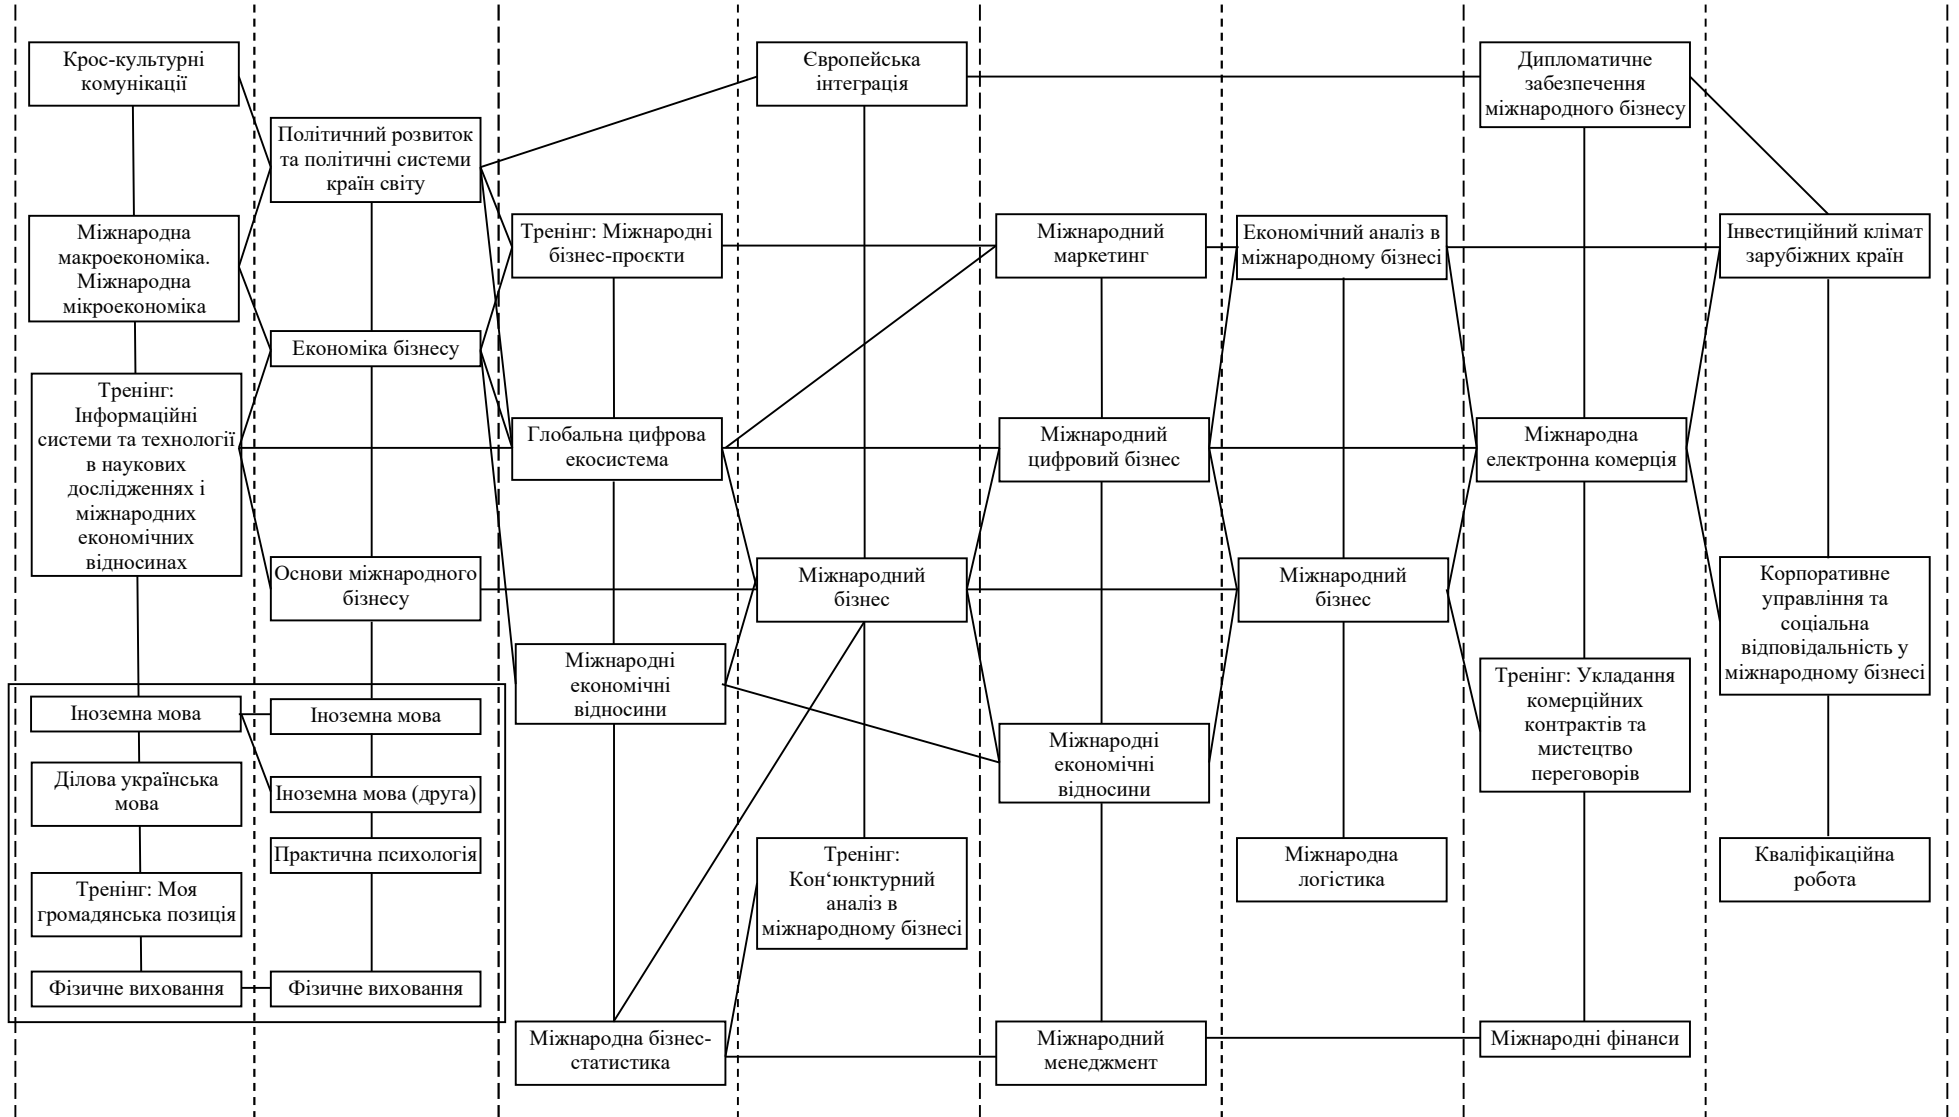 Крос-культурні
комунікації
Міжнародна
макроекономіка.
Міжнародна
мікроекономіка
Тренінг:
Інформаційні
системи та технології
в наукових
дослідженнях і
міжнародних
економічних
відносинах
Іноземна мова
Ділова українська
мова
Тренінг: Моя
громадянська позиція
Фізичне виховання
Політичний розвиток
та політичні системи
країн світу
Економіка бізнесу
Основи міжнародного
бізнесу
Іноземна мова
Іноземна мова (друга)
Практична психологія
Фізичне виховання
Тренінг: Міжнародні
бізнес-проєкти
Глобальна цифрова
екосистема
Міжнародні
економічні
відносини
Міжнародна бізнес-
статистика
Європейська
інтеграція
Міжнародний
бізнес
Тренінг:
Кон‘юнктурний
аналіз в
міжнародному бізнесі
Міжнародний
маркетинг
Міжнародний
цифровий бізнес
Міжнародні
економічні
відносини
Міжнародний
менеджмент
Економічний аналіз в
міжнародному бізнесі
Міжнародний
бізнес
Міжнародна
логістика
Дипломатичне
забезпечення
міжнародного бізнесу
Міжнародна
електронна комерція
Тренінг: Укладання
комерційних
контрактів та
мистецтво
переговорів
Міжнародні фінанси
Інвестиційний клімат
зарубіжних країн
Корпоративне
управління та
соціальна
відповідальність у
міжнародному бізнесі
Кваліфікаційна
робота